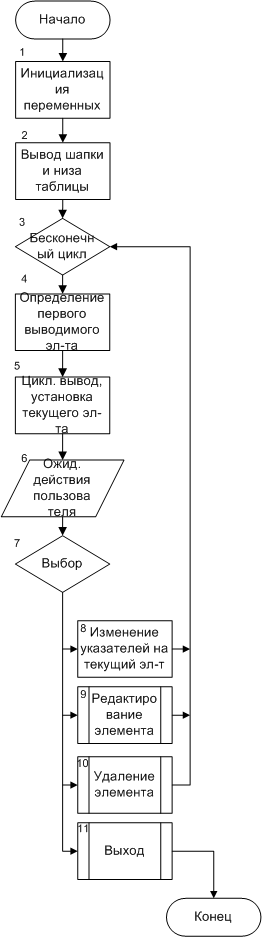 Начало
1
Инициализац
ия
переменных
2
Вывод шапки
и низа
таблицы
3
Бесконечн
ый цикл
4
Определение
первого
выводимого
эл-та
5
Цикл. вывод,
установка
текущего эл-
та
6
Ожид.
действия
пользова
теля
7
Выбор
8
Изменение
указателей на
текущий эл-т
9
Редактиро
вание
элемента
10
Удаление
элемента
11
Выход
Конец